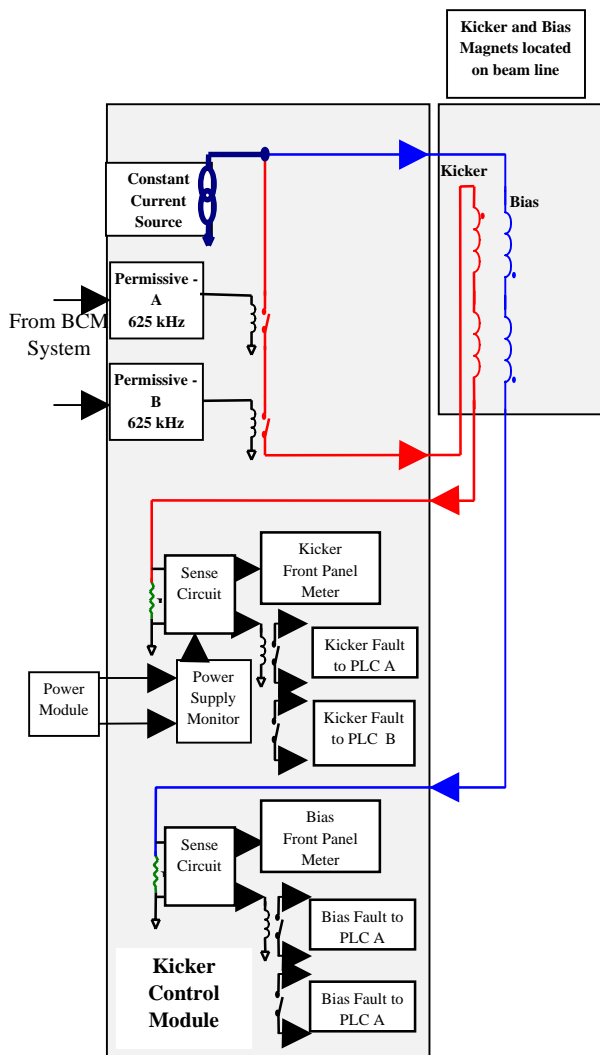 Kicker and Bias
Magnets located
on beam line
Constant
Current
Source
Kicker
Bias
Permissive -
A
625 kHz
From BCM
System
Permissive -
B
625 kHz
Sense
Circuit
Kicker
Front Panel
Meter
Kicker Fault
to PLC A
Power
Module
Power
Supply
Monitor
Kicker Fault
to PLC B
Sense
Circuit
Bias
Front Panel
Meter
Bias Fault to
PLC A
Kicker
Control
Module
Bias Fault to
PLC A